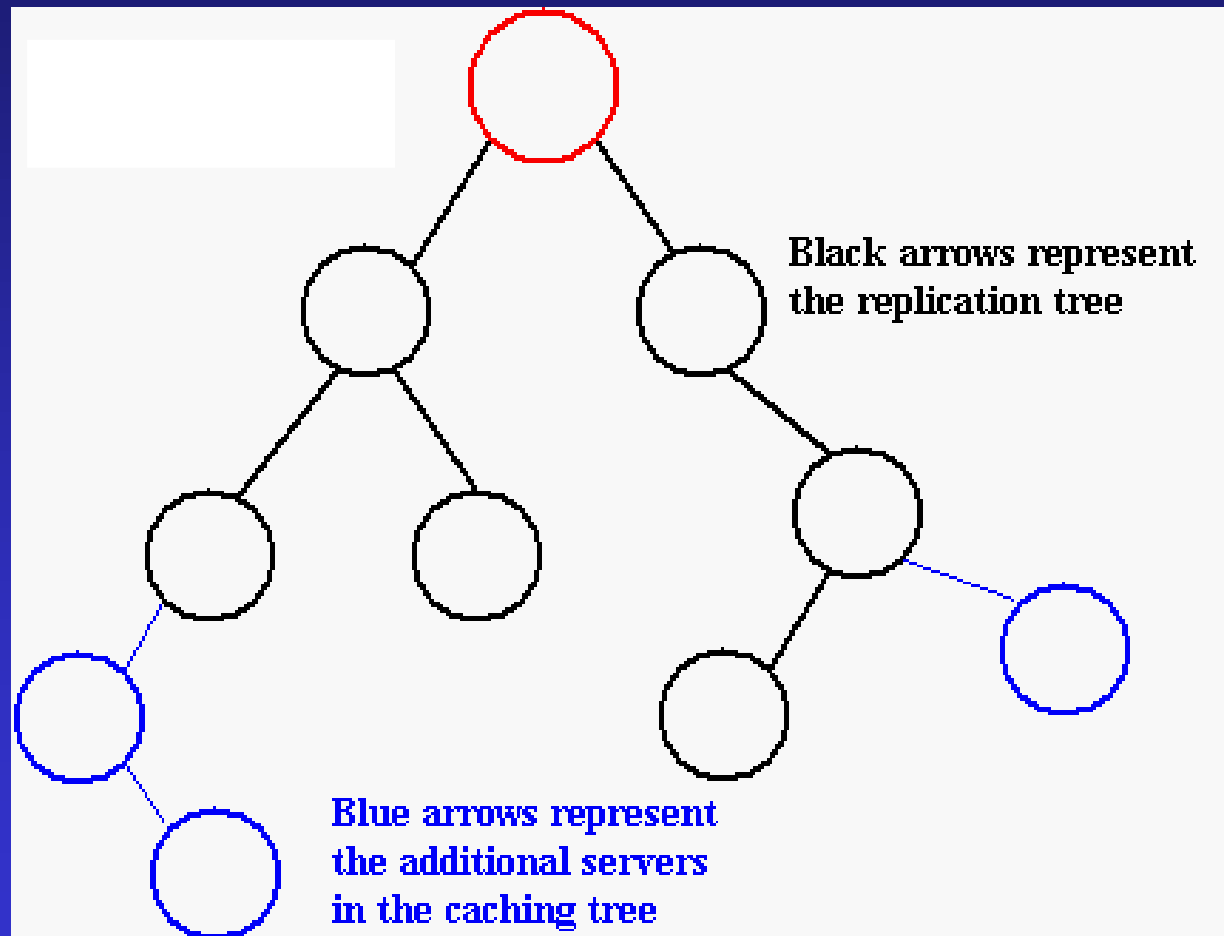 Black arrows represent
the replication tree
Blue arrows represent
the additional servers
in the caching tree